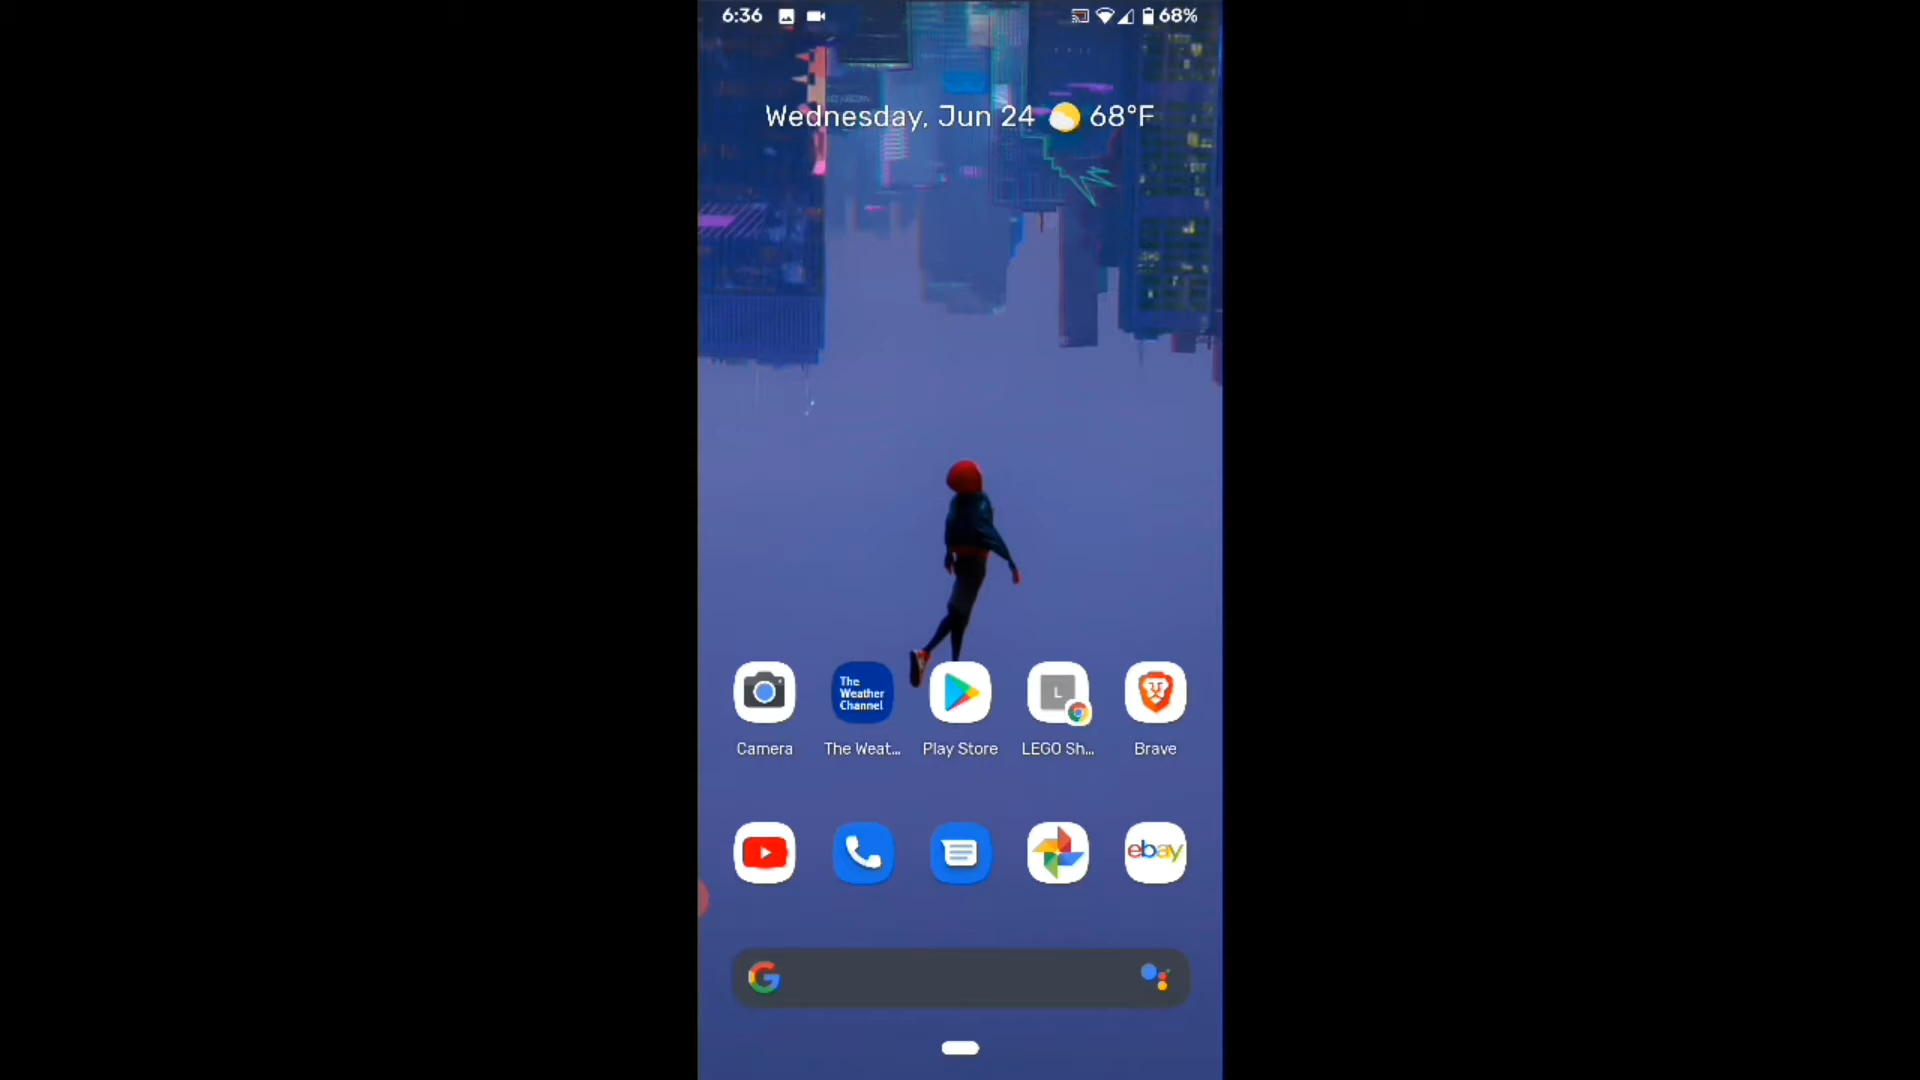 6:36 68%
Wednesday, Jun 24 68°F
The
Weather
Channel
L
Camera The Weat... Play Store LEGO Sh... Brave
ebay
G